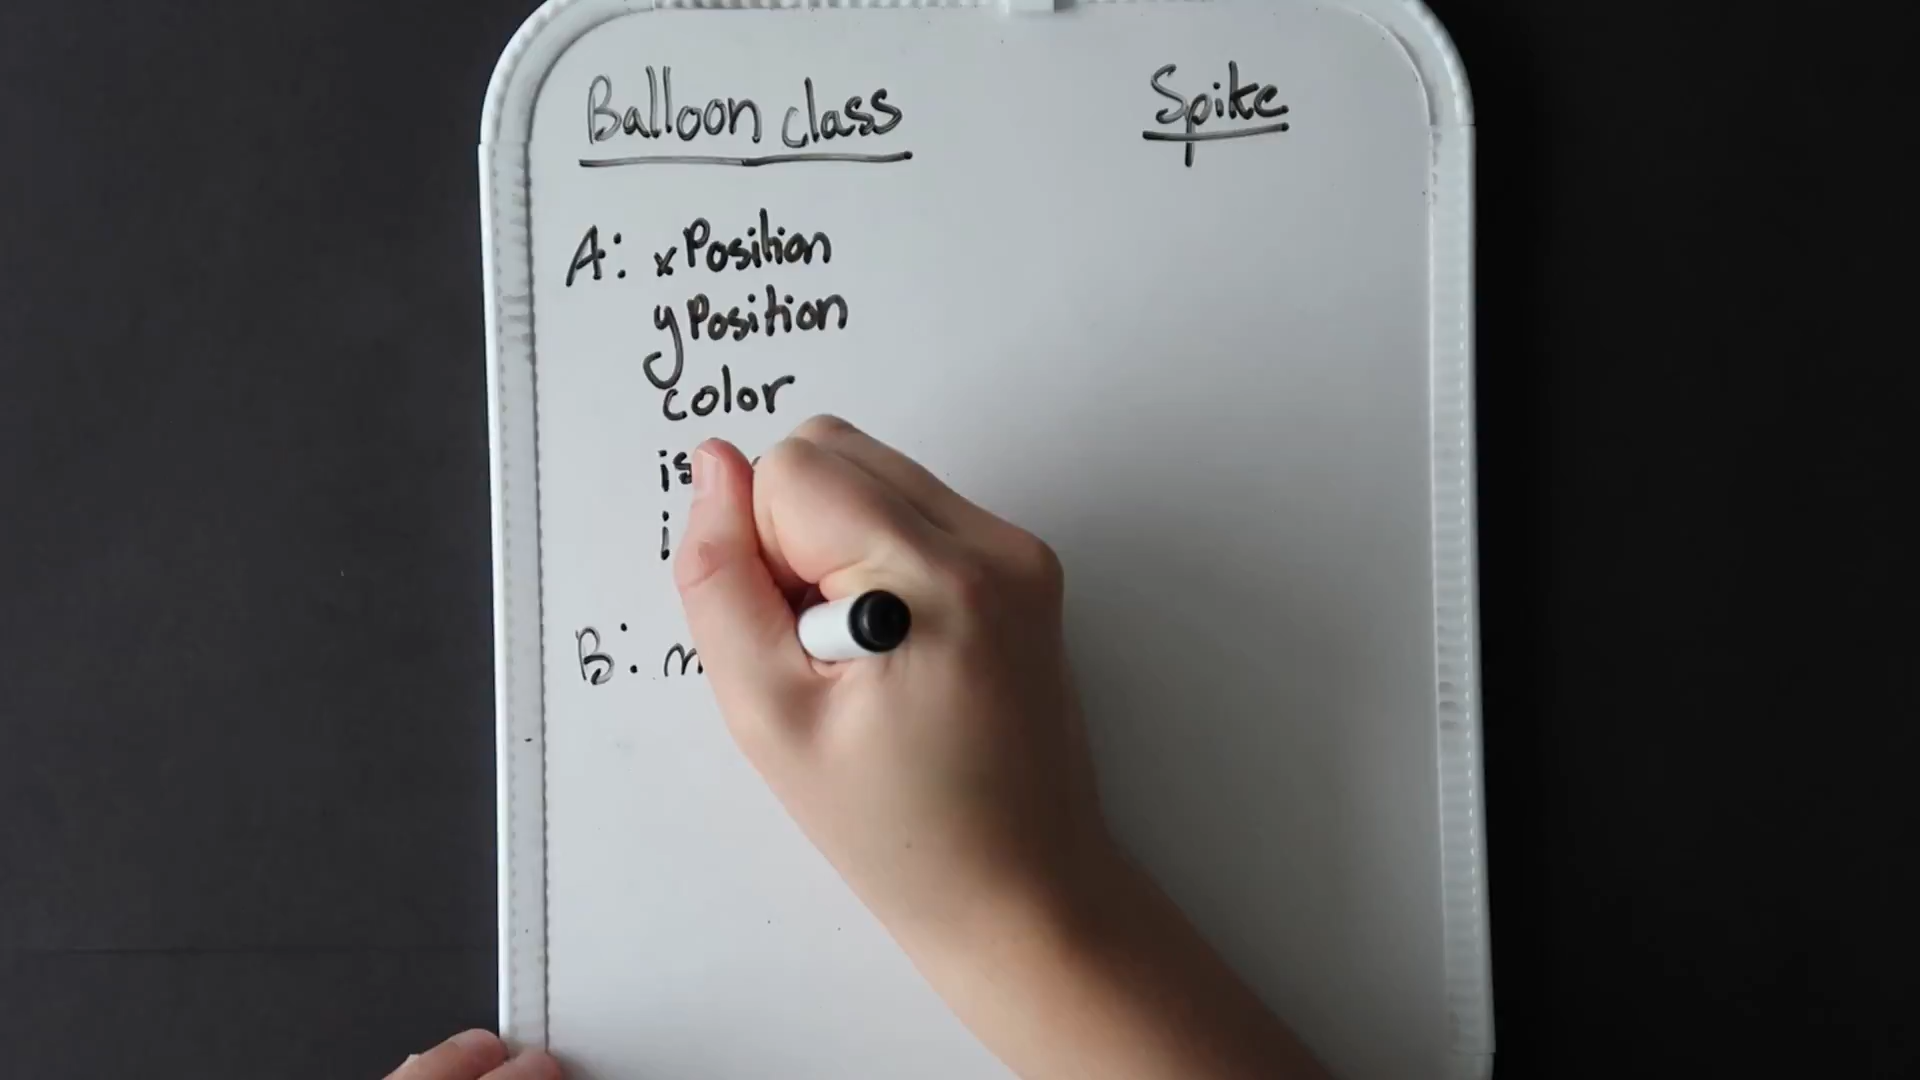 Balloon class
Spike
A: xPosition
yPosition
color
B: